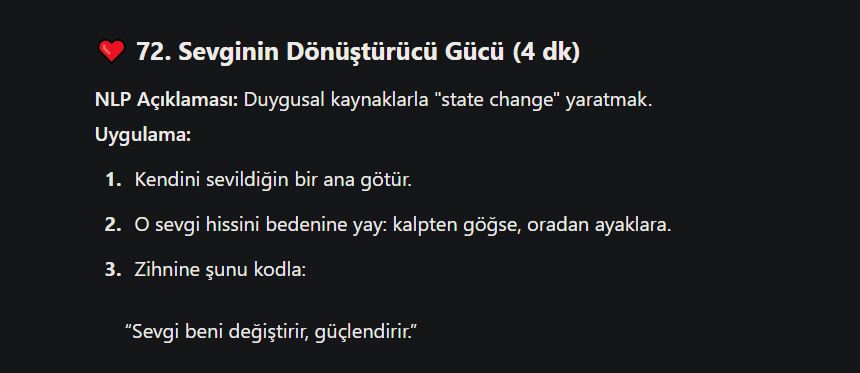 ❤️ 72. Sevginin Dönüştürücü Gücü (4 dk)
NLP Açıklaması: Duygusal kaynaklarla "state change" yaratmak.
Uygulama:
1. Kendini sevildiğin bir ana götür.
2. O sevgi hissini bedenine yay: kalpten göğse, oradan ayaklara.
3. Zihnine şunu kodla:
“Sevgi beni değiştirir, güçlendirir.”